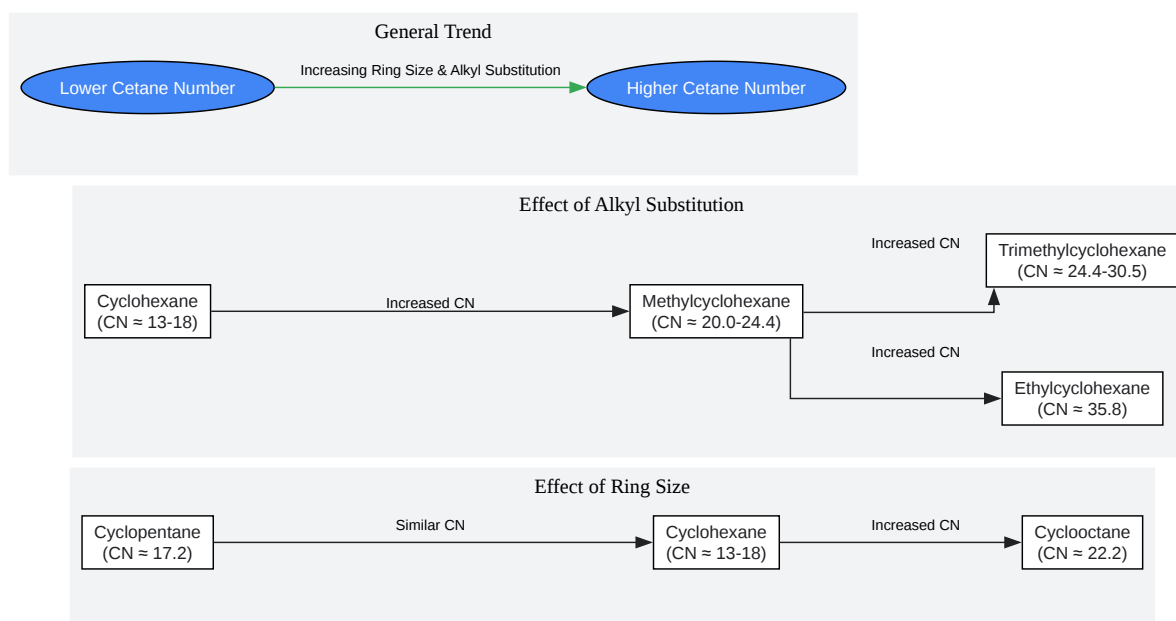 General Trend
Increasing Ring Size & Alkyl Substitution
Lower Cetane Number
Higher Cetane Number
Effect of Alkyl Substitution
Increased CN
Trimethylcyclohexane
(CN ≈ 24.4-30.5)
Cyclohexane
(CN ≈ 13-18)
Increased CN
Methylcyclohexane
(CN ≈ 20.0-24.4)
Increased CN
Ethylcyclohexane
(CN ≈ 35.8)
Effect of Ring Size
Cyclopentane
(CN ≈ 17.2)
Similar CN
Cyclohexane
(CN ≈ 13-18)
Increased CN
Cyclooctane
(CN ≈ 22.2)